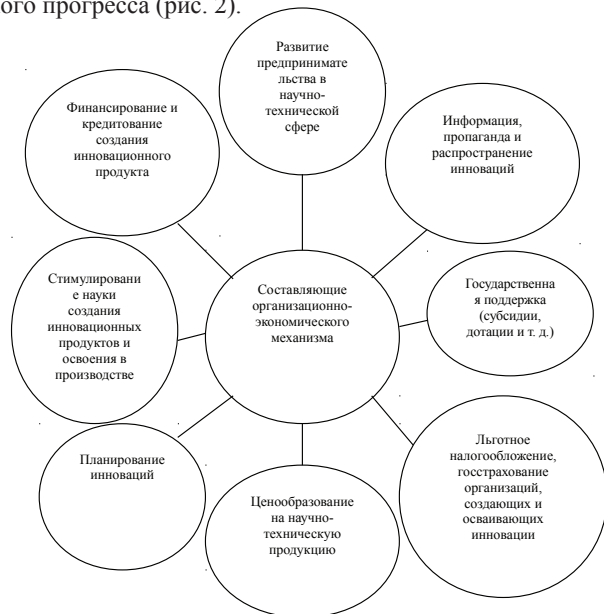 ого прогресса (рис. 2).
Развитие
предпринимате
льства в
научно-
технической
сфере
Финансирование и
кредитование
создания
инновационного
продукта
Информация,
пропаганда и
распространение
инноваций
Стимулировани
е науки
создания
инновационных
продуктов и
освоения в
производстве
Составляющие
организационно-
экономического
механизма
Государственна
я поддержка
(субсидии,
дотации и т. д.)
Планирование
инноваций
Ценообразование
на научно-
техническую
продукцию
Льготное
налогообложение,
госстрахование
организаций,
создающих и
осваивающих
инновации